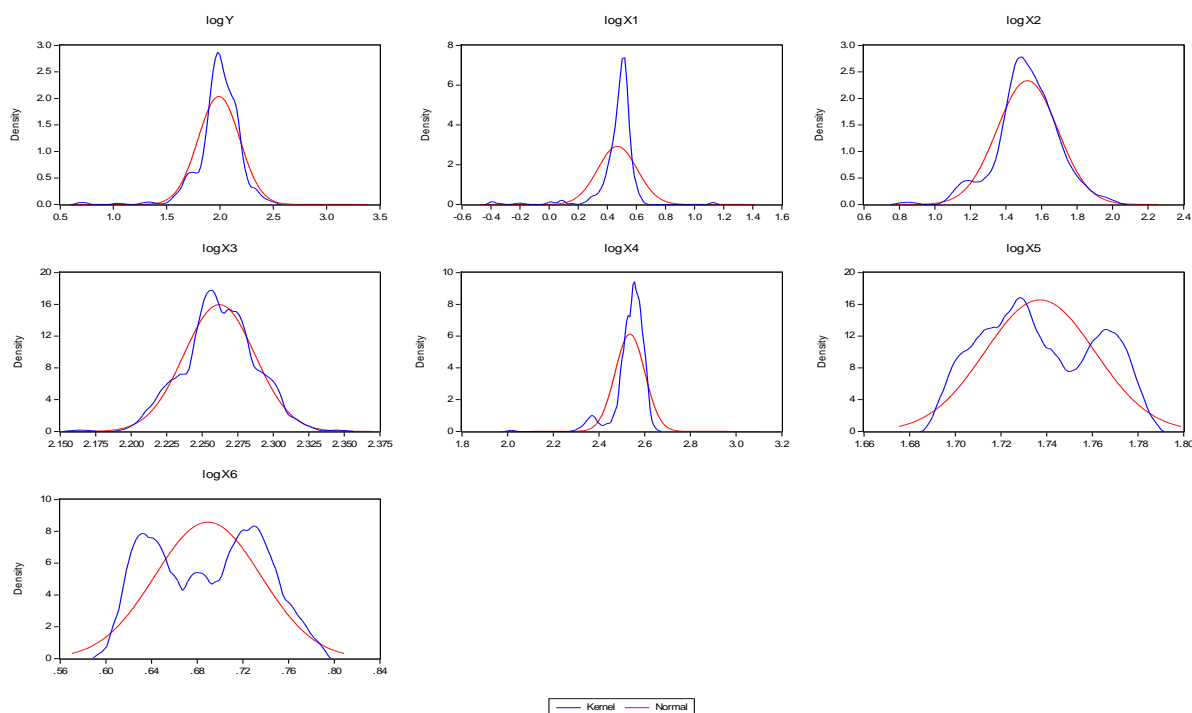 logY
logX1
logX2
3.0
2.5
2.0
1.5
1.0
0.5
0.0
Density
0.5 1.0 1.5 2.0 2.5 3.0 3.5
8
6
4
2
0
Density
-0.6 -0.4 -0.2 0.0 0.2 0.4 0.6 0.8 1.0 1.2 1.4 1.6
3.0
2.5
2.0
1.5
1.0
0.5
0.0
Density
0.6 0.8 1.0 1.2 1.4 1.6 1.8 2.0 2.2 2.4
logX3
logX4
logX5
20
16
12
8
4
0
Density
2.150 2.175 2.200 2.225 2.250 2.275 2.300 2.325 2.350 2.375
10
8
6
4
2
0
Density
1.8 2.0 2.2 2.4 2.6 2.8 3.0 3.2
20
16
12
8
4
0
Density
1.66 1.68 1.70 1.72 1.74 1.76 1.78 1.80
logX6
10
8
6
4
2
0
Density
.56 .60 .64 .68 .72 .76 .80 .84
Kernel Normal